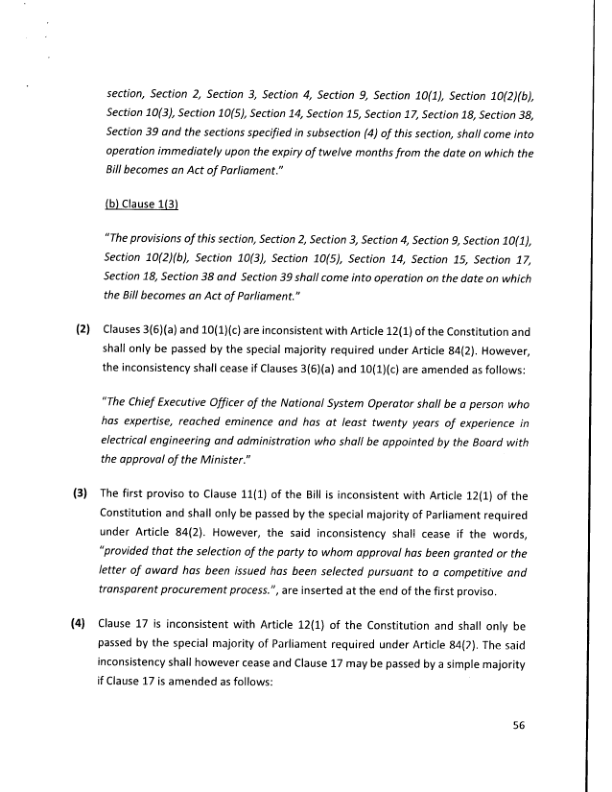 section, Section 2, Section 3, Section 4, Section 9, Section 10(1), Section 10(2)(b),
Section 10(3), Section 10(5), Section 14, Section 15, Section 17, Section 18, Section 38,
Section 39 and the sections specified in subsection (4) of this section, shall come into
operation immediately upon the expiry of twelve months from the date on which the
Bill becomes an Act of Parliament."
(b) Clause 1(3)
"The provisions of this section, Section 2, Section 3, Section 4, Section 9, Section 10(1),
Section 10(2)(b), Section 10(3), Section 10(5), Section 14, Section 15, Section 17,
Section 18, Section 38 and Section 39 shall come into operation on the date on which
the Bill becomes an Act of Parliament."
(2) Clauses 3(6)(a) and 10(1)(c) are inconsistent with Article 12(1) of the Constitution and
shall only be passed by the special majority required under Article 84(2). However,
the inconsistency shall cease if Clauses 3(6)(a) and 10(1)(c) are amended as follows:
"The Chief Executive Officer of the National System Operator shall be a person who
has expertise, reached eminence and has at least twenty years of experience in
electrical engineering and administration who shall be appointed by the Board with
the approval of the Minister."
(3) The first proviso to Clause 11(1) of the Bill is inconsistent with Article 12(1) of the
Constitution and shall only be passed by the special majority of Parliament required
under Article 84(2). However, the said inconsistency shall cease if the words,
"provided that the selection of the party to whom approval has been granted or the
letter of award has been issued has been selected pursuant to a competitive and
transparent procurement process.", are inserted at the end of the first proviso.
(4) Clause 17 is inconsistent with Article 12(1) of the Constitution and shall only be
passed by the special majority of Parliament required under Article 84(2). The said
inconsistency shall however cease and Clause 17 may be passed by a simple majority
if Clause 17 is amended as follows:
56